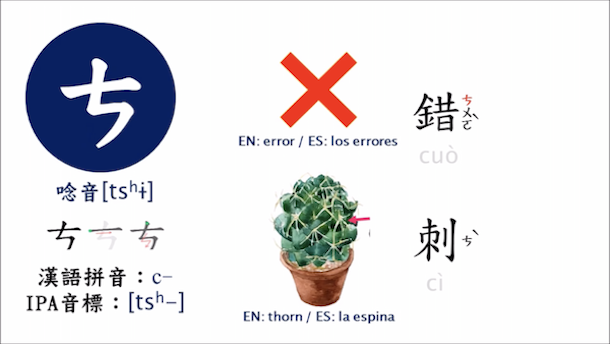 ㄘ
唸音[tsʰɨ]
ㄘ ㄘ ㄘ
漢語拼音：c–
IPA音標：[tsʰ–]
EN: error / ES: los errores
錯 ㄘㄨㄛˋ
cuò
EN: thorn / ES: la espina
刺 ㄘˋ
cì